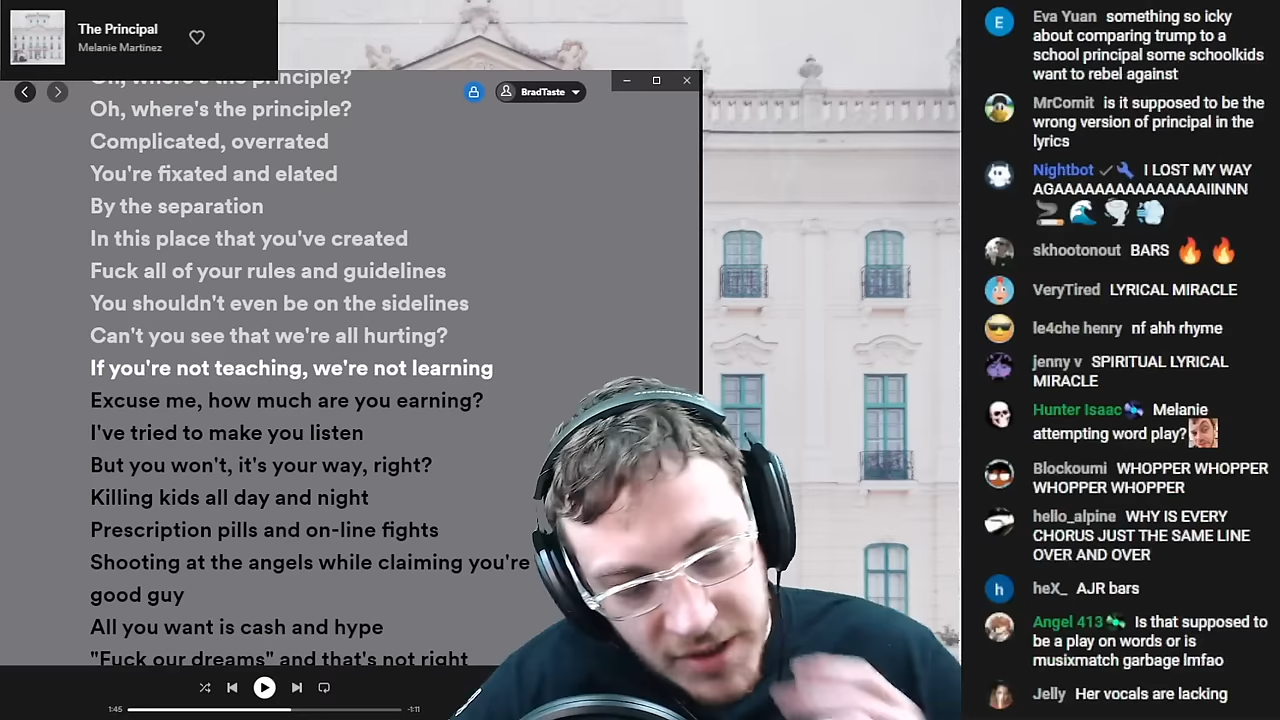 The Principal
Melanie Martinez
BradTaste
Oh, where's the principle?
Oh, where's the principle?
Complicated, overrated
You're fixated and elated
By the separation
In this place that you've created
Fuck all of your rules and guidelines
You shouldn't even be on the sidelines
Can't you see that we're all hurting?
If you're not teaching, we're not learning
Excuse me, how much are you earning?
I've tried to make you listen
But you won't, it's your way, right?
Killing kids all day and night
Prescription pills and on-line fights
Shooting at the angels while claiming you're
good guy
All you want is cash and hype
"Fuck our dreams" and that's not right
1:45
-1:11
E
Eva Yuan something so icky
about comparing trump to a
school principal some schoolkids
want to rebel against
MrCornit is it supposed to be the
wrong version of principal in the
lyrics
Nightbot I LOST MY WAY
AGAAAAAAAAAAAAAAIINNN
skhootonout BARS
VeryTired LYRICAL MIRACLE
le4che henry nf ahh rhyme
jenny v SPIRITUAL LYRICAL
MIRACLE
Hunter Isaac Melanie
attempting word play?
Blockoumi WHOPPER WHOPPER
WHOPPER WHOPPER
hello_alpine WHY IS EVERY
CHORUS JUST THE SAME LINE
OVER AND OVER
h
heX_ AJR bars
Angel 413 Is that supposed to
be a play on words or is
musixmatch garbage lmfao
Jelly Her vocals are lacking